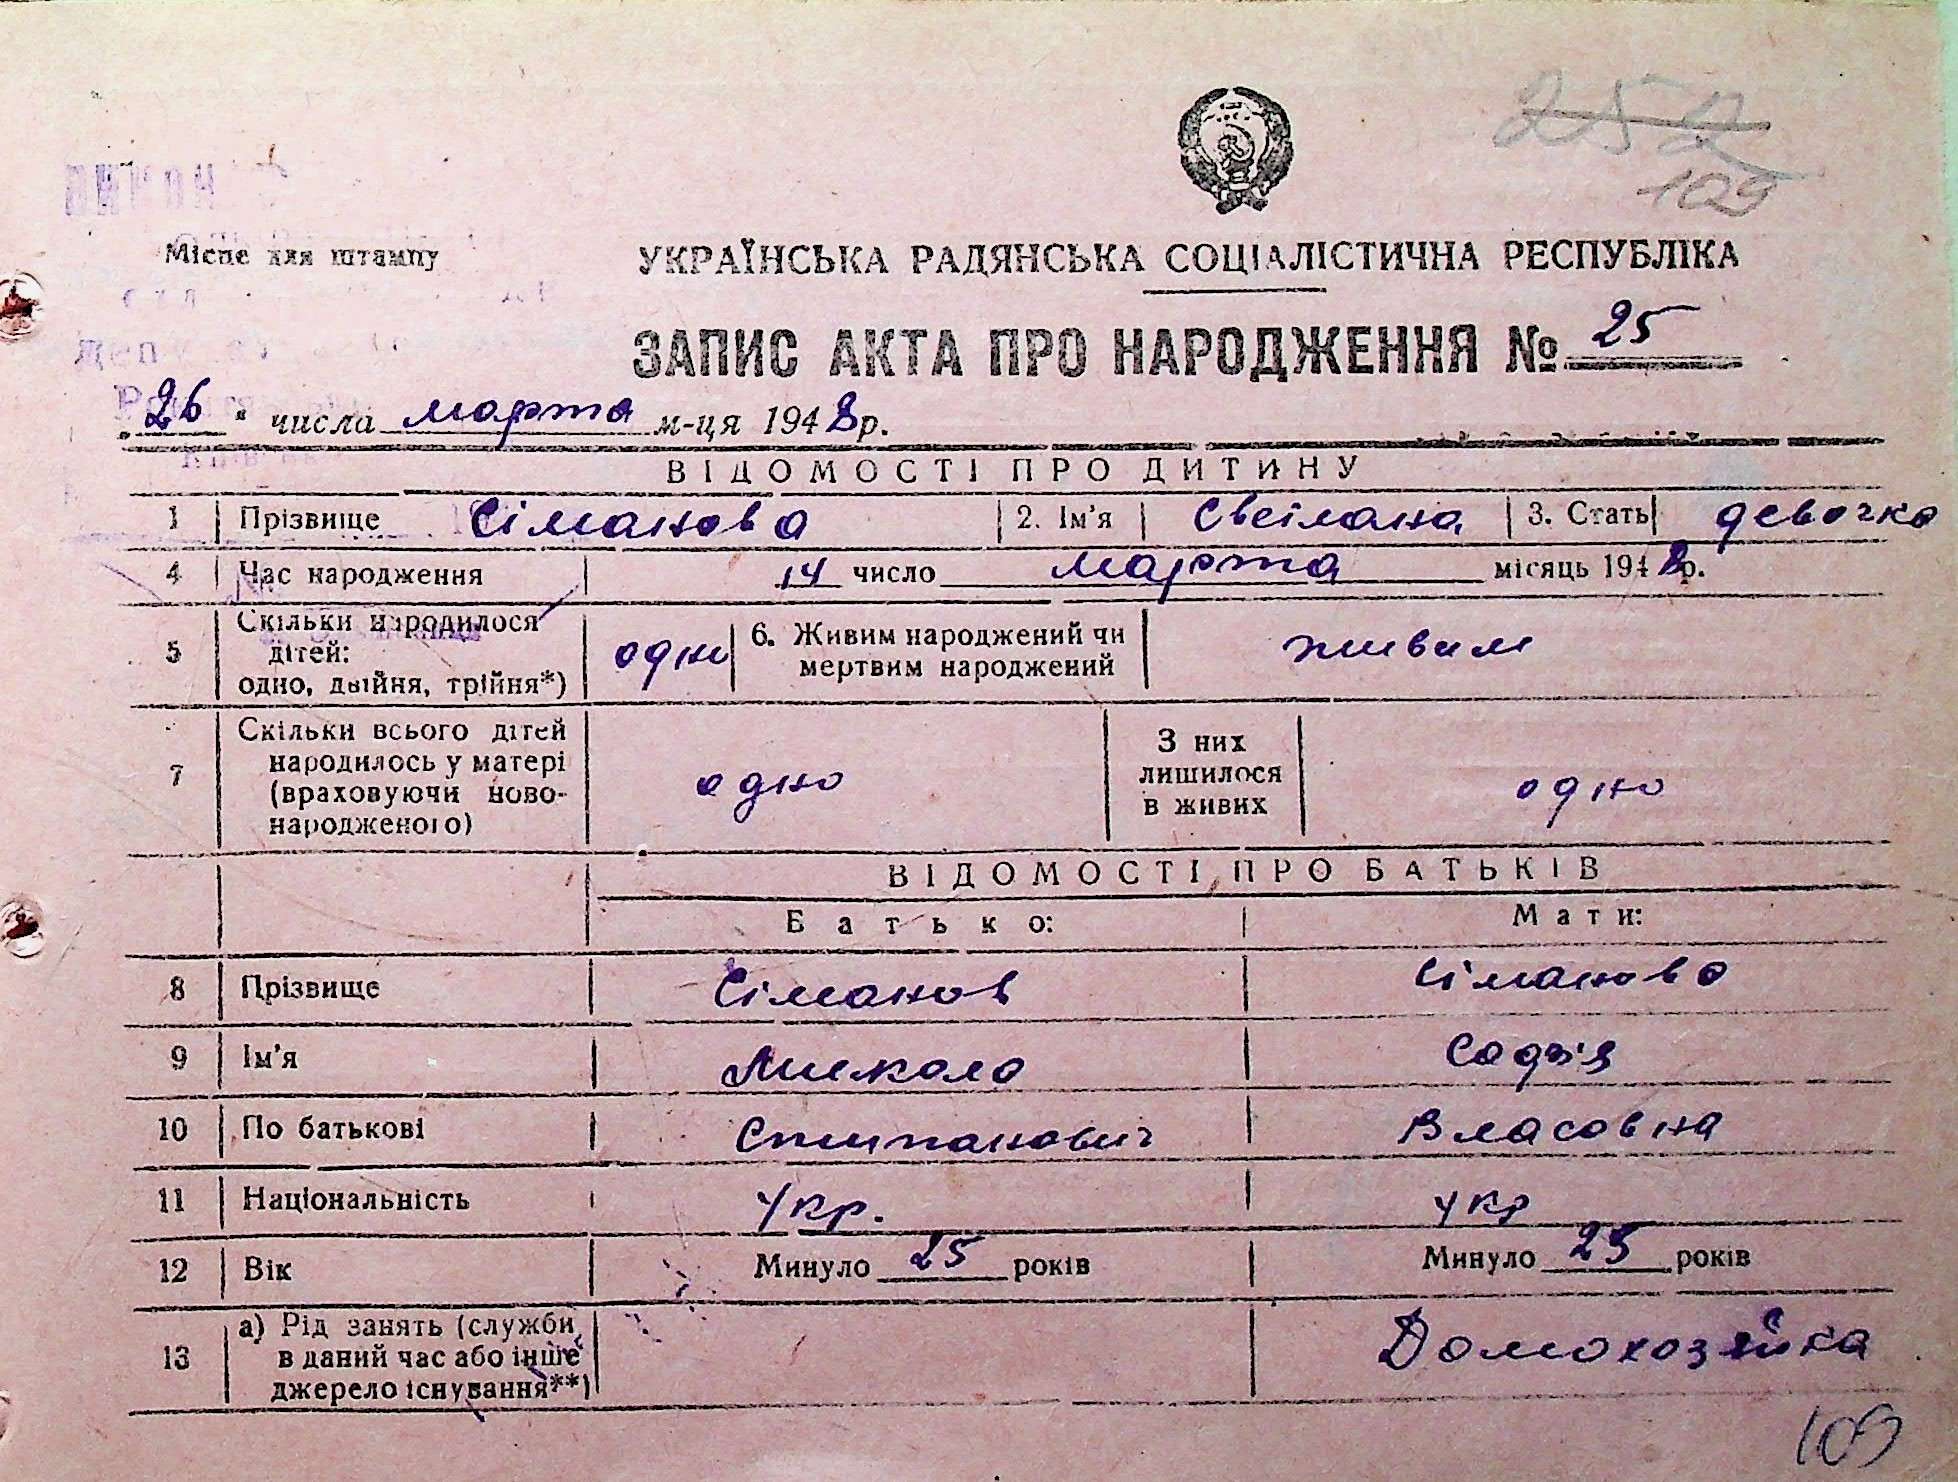 252
109
Місце для штампу
УКРАЇНСЬКА РАДЯНСЬКА СОЦІАЛІСТИЧНА РЕСПУБЛІКА
ЗАПИС АКТА ПРО НАРОДЖЕННЯ № 25
„26" числа марта м-ця 1948 р.
ВІДОМОСТІ ПРО ДИТИНУ
1 Прізвище Сіманова 2. Ім'я Светлана 3. Стать девочка
4 Час народження 14 число марта місяць 1948 р.
5 Скільки народилося дітей: одно, двійня, трійня*) одно 6. Живим народжений чи мертвим народжений живим
7 Скільки всього дітей народилось у матері (враховуючи новонародженого) одно З них лишилося в живих одно
ВІДОМОСТІ ПРО БАТЬКІВ
Батько: Мати:
8 Прізвище Сіманов Сіманова
9 Ім'я Микола Софія
10 По батькові Степанович Власовна
11 Національність Укр. Укр
12 Вік Минуло 25 років Минуло 25 років
13 а) Рід занять (служби в даний час або інше джерело існування**) Домохозяйка
109